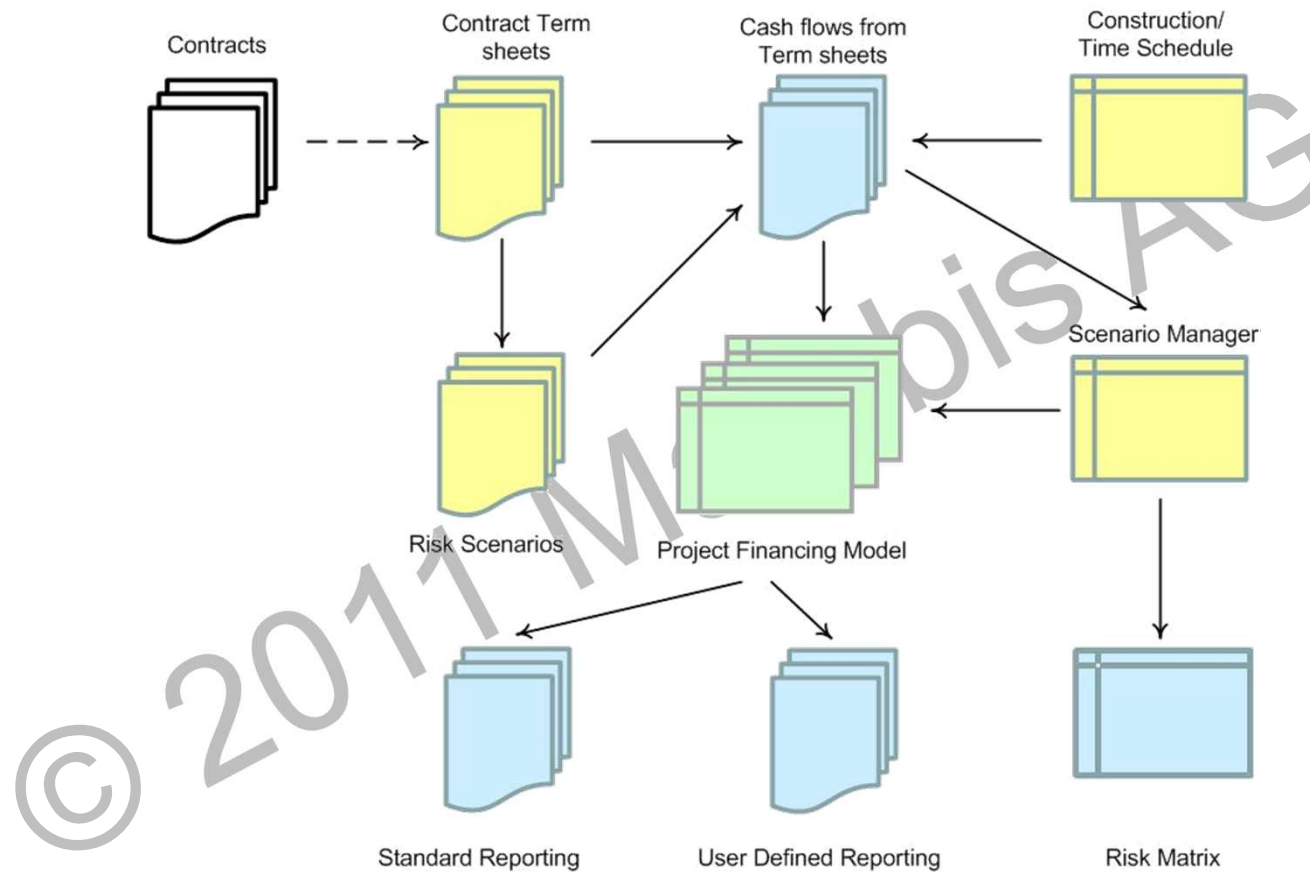 Contracts
Contract Term
sheets
Cash flows from
Term sheets
Construction/
Time Schedule
Scenario Manager
Risk Scenarios
Project Financing Model
Standard Reporting
User Defined Reporting
Risk Matrix
© 2011 M bis AG